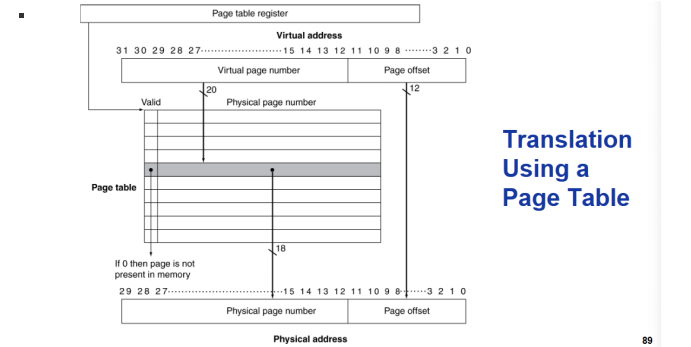 Page table register
Virtual address
31 30 29 28 27........................15 14 13 12 11 10 9 8 ........3 2 1 0
Virtual page number Page offset
20 12
Valid Physical page number
Translation
Using a
Page Table
Page table
18
If 0 then page is not
present in memory
29 28 27..................................15 14 13 12 11 10 9 8........3 2 1 0
Physical page number Page offset
Physical address
89